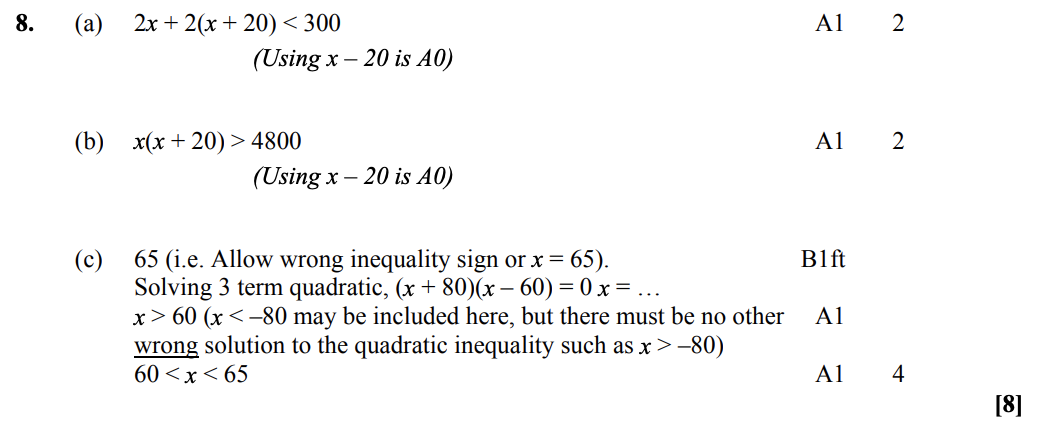 8. (a) 2x + 2(x + 20) < 300 A1 2
(Using x – 20 is A0)
(b) x(x + 20) > 4800 A1 2
(Using x – 20 is A0)
(c) 65 (i.e. Allow wrong inequality sign or x = 65). B1ft
Solving 3 term quadratic, (x + 80)(x – 60) = 0 x = …
x > 60 (x < –80 may be included here, but there must be no other A1
wrong solution to the quadratic inequality such as x > –80)
60 < x < 65 A1 4
[8]